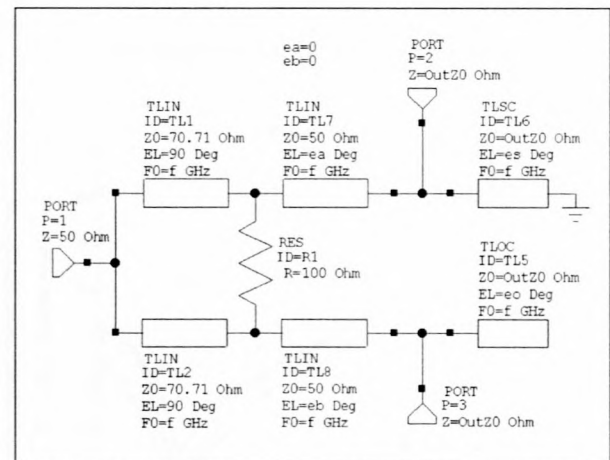 ea=0
eb=0
PORT
P=2
Z=OutZ0 Ohm
TLIN
ID=TL1
Z0=70.71 Ohm
EL=90 Deg
F0=f GHz
TLIN
ID=TL7
Z0=50 Ohm
EL=ea Deg
F0=f GHz
TLSC
ID=TL6
Z0=OutZ0 Ohm
EL=es Deg
F0=f GHz
PORT
P=1
Z=50 Ohm
RES
ID=R1
R=100 Ohm
TLOC
ID=TL5
Z0=OutZ0 Ohm
EL=eo Deg
F0=f GHz
TLIN
ID=TL2
Z0=70.71 Ohm
EL=90 Deg
F0=f GHz
TLIN
ID=TL8
Z0=50 Ohm
EL=eb Deg
F0=f GHz
PORT
P=3
Z=OutZ0 Ohm